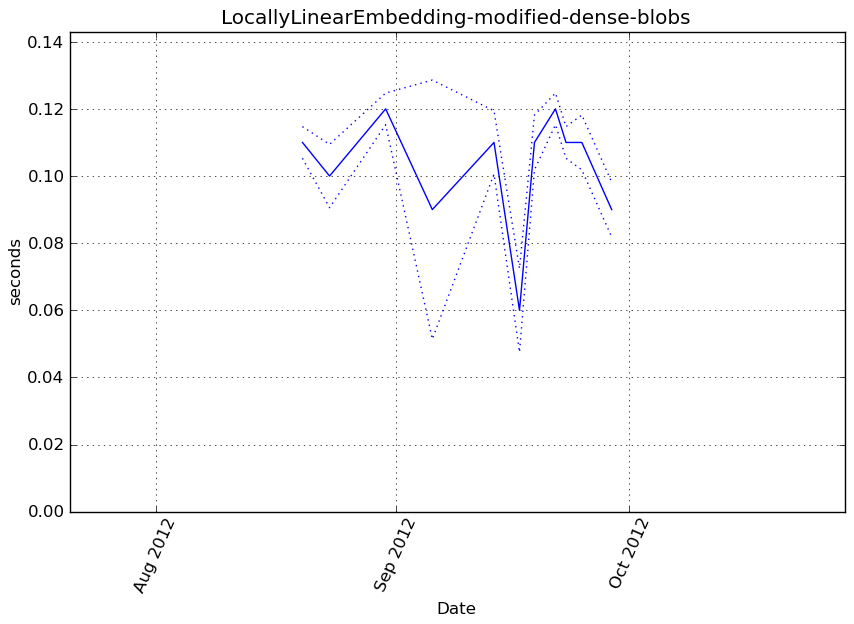 LocallyLinearEmbedding-modified-dense-blobs
0.14
0.12
0.10
0.08
0.06
0.04
0.02
0.00
seconds
Aug 2012
Sep 2012
Oct 2012
Date